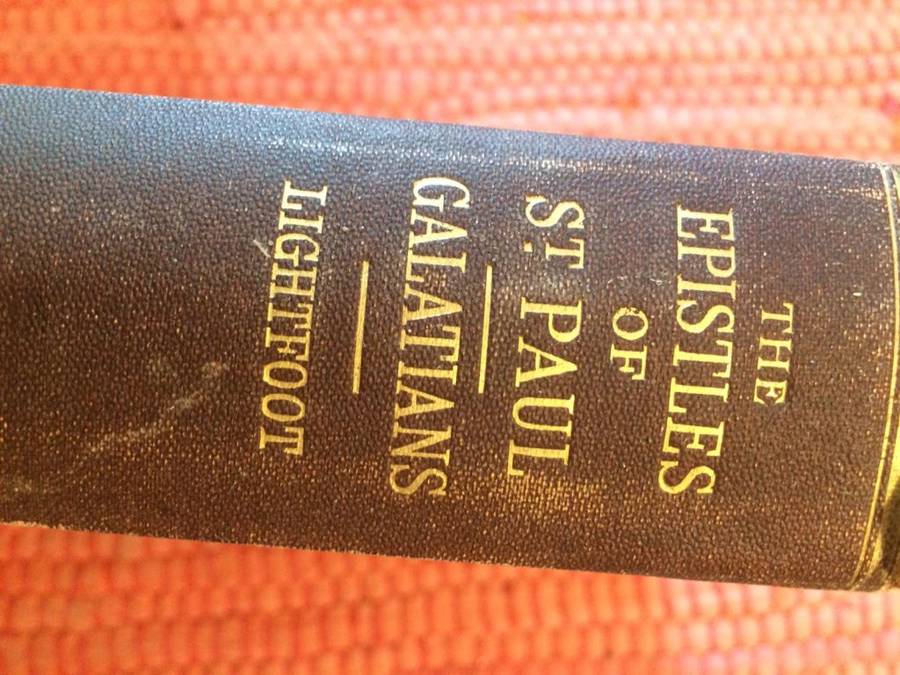 THE
EPISTLES
OF
ST. PAUL
GALATIANS
LIGHTFOOT